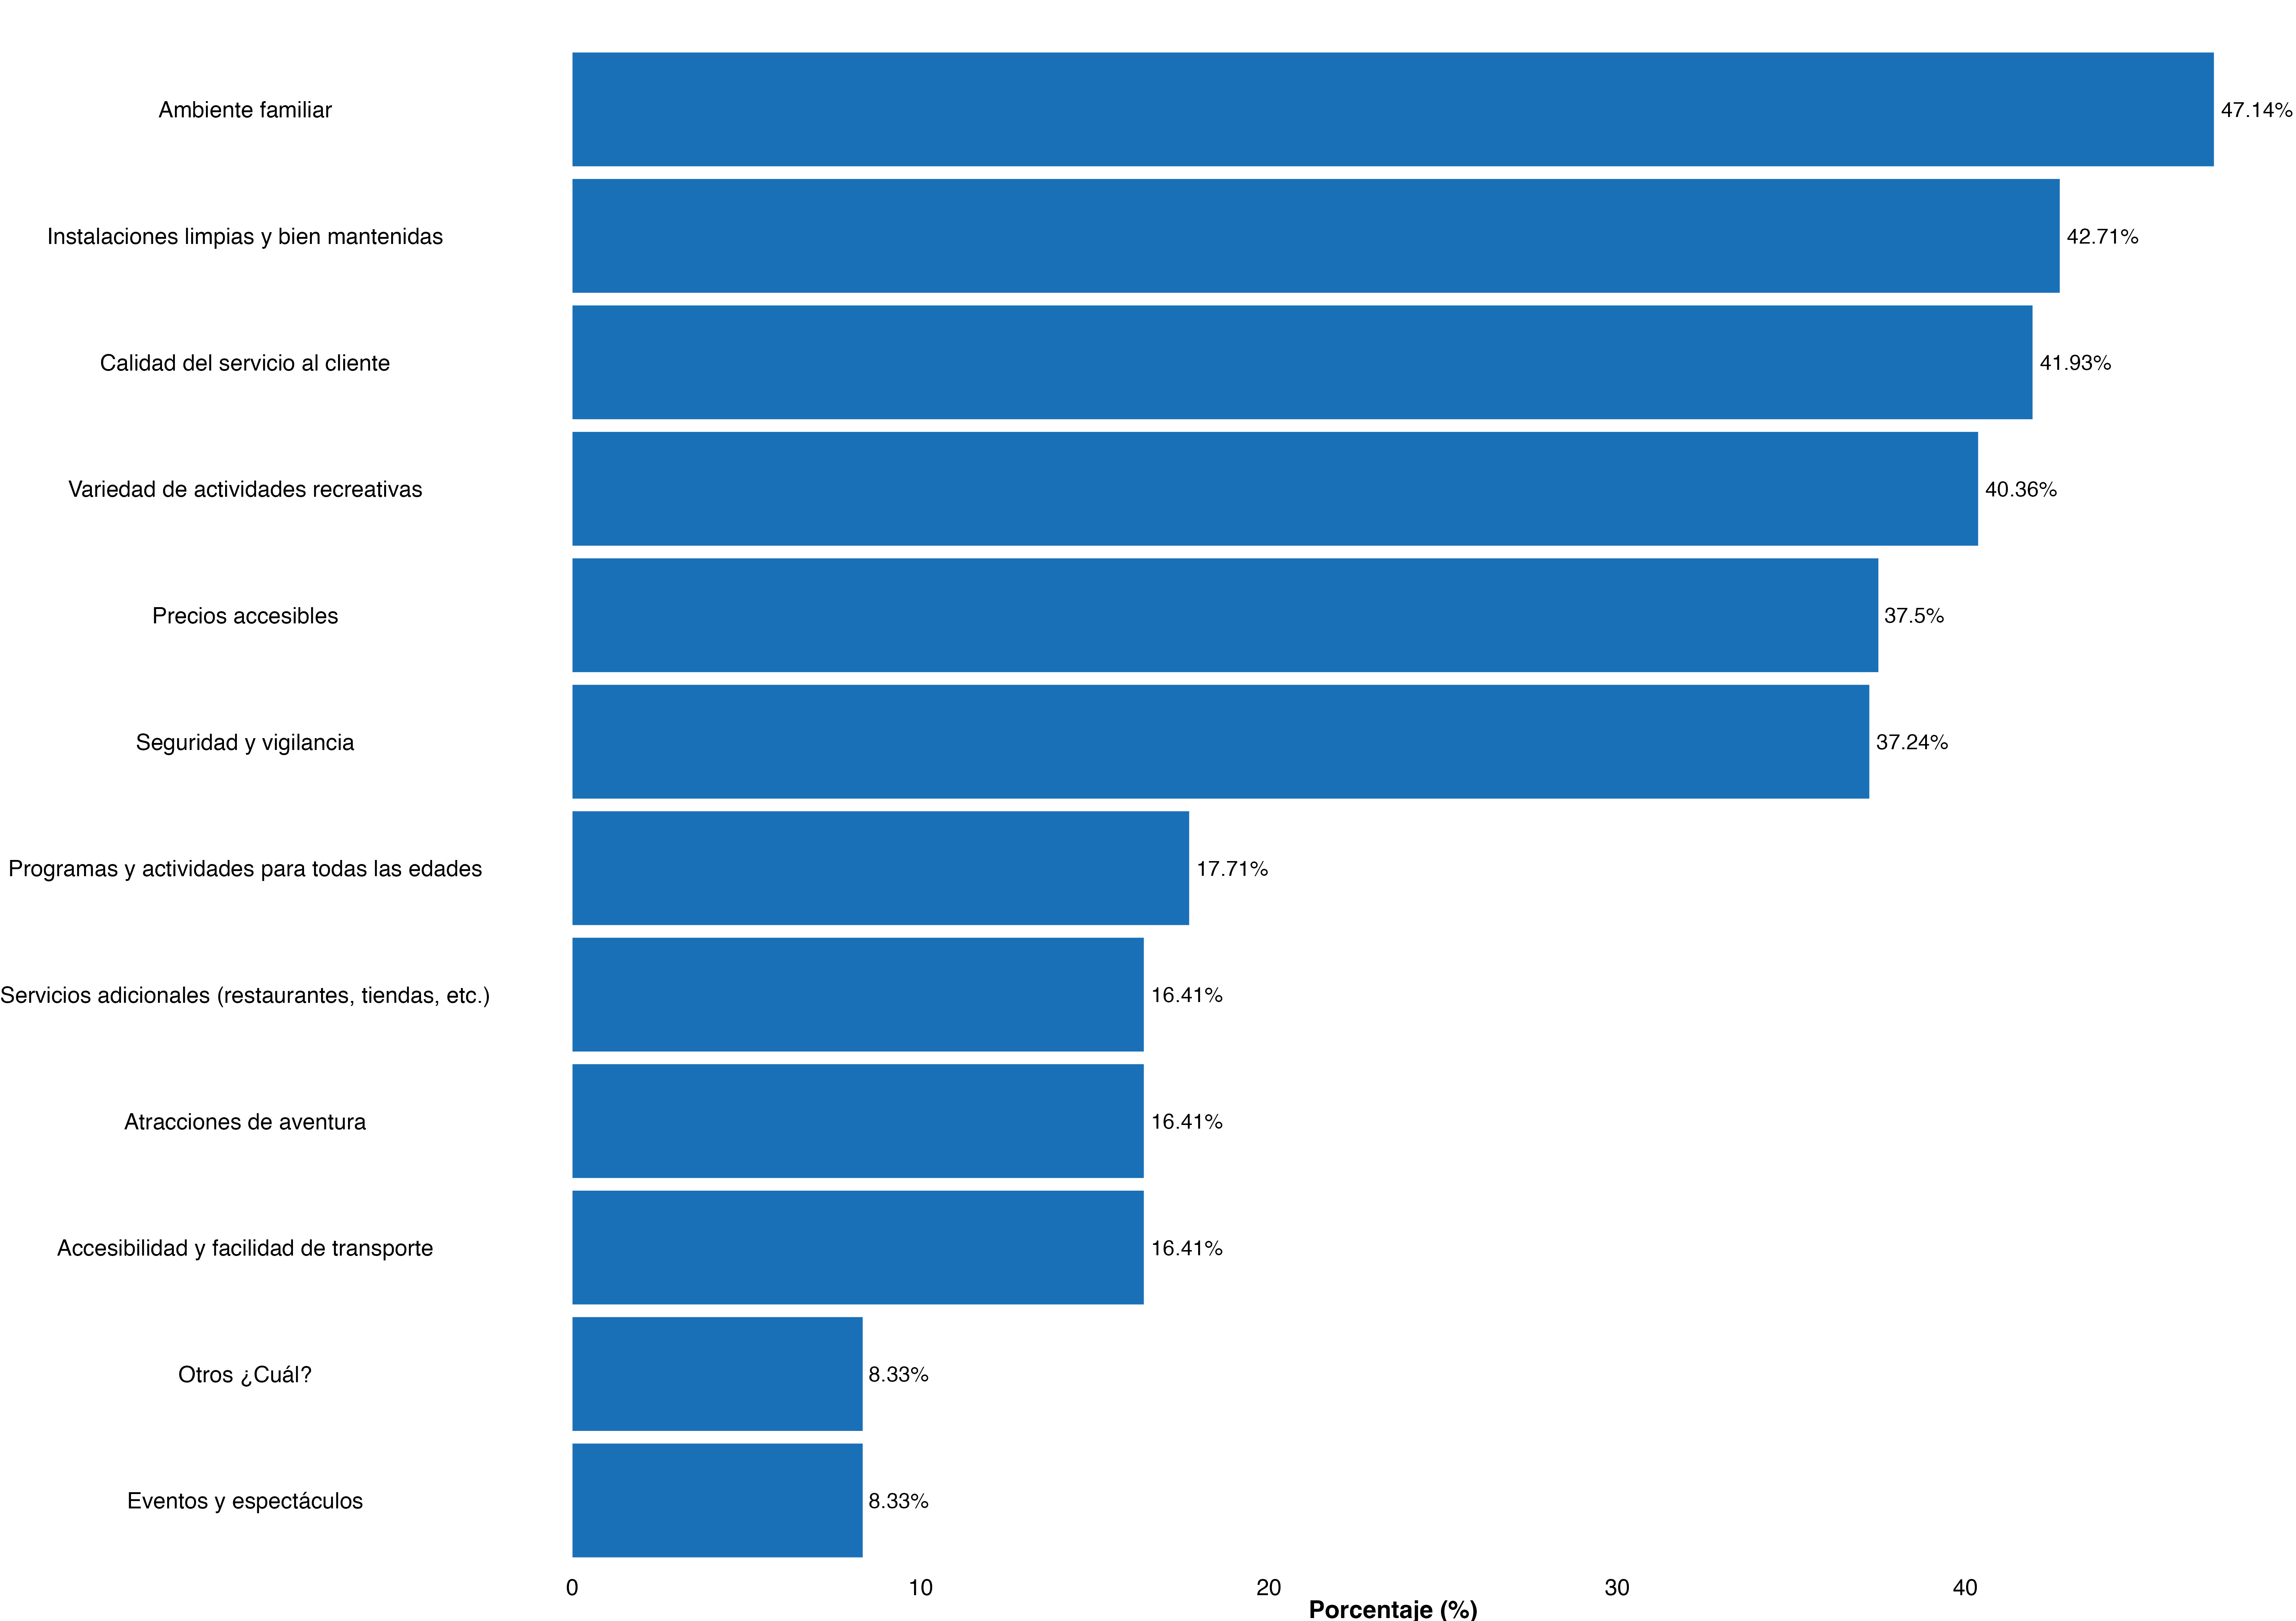 Ambiente familiar 47.14%
Instalaciones limpias y bien mantenidas 42.71%
Calidad del servicio al cliente 41.93%
Variedad de actividades recreativas 40.36%
Precios accesibles 37.5%
Seguridad y vigilancia 37.24%
Programas y actividades para todas las edades 17.71%
Servicios adicionales (restaurantes, tiendas, etc.) 16.41%
Atracciones de aventura 16.41%
Accesibilidad y facilidad de transporte 16.41%
Otros ¿Cuál? 8.33%
Eventos y espectáculos 8.33%
0 10 20 30 40
Porcentaje (%)